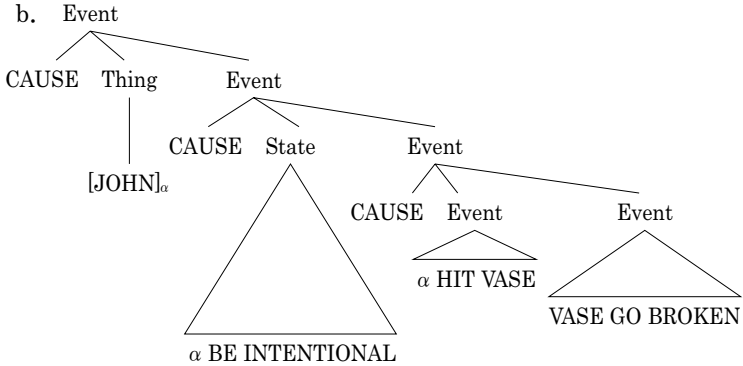 b. Event
CAUSE Thing Event
CAUSE State Event
[JOHN]α CAUSE Event Event
α HIT VASE
VASE GO BROKEN
α BE INTENTIONAL